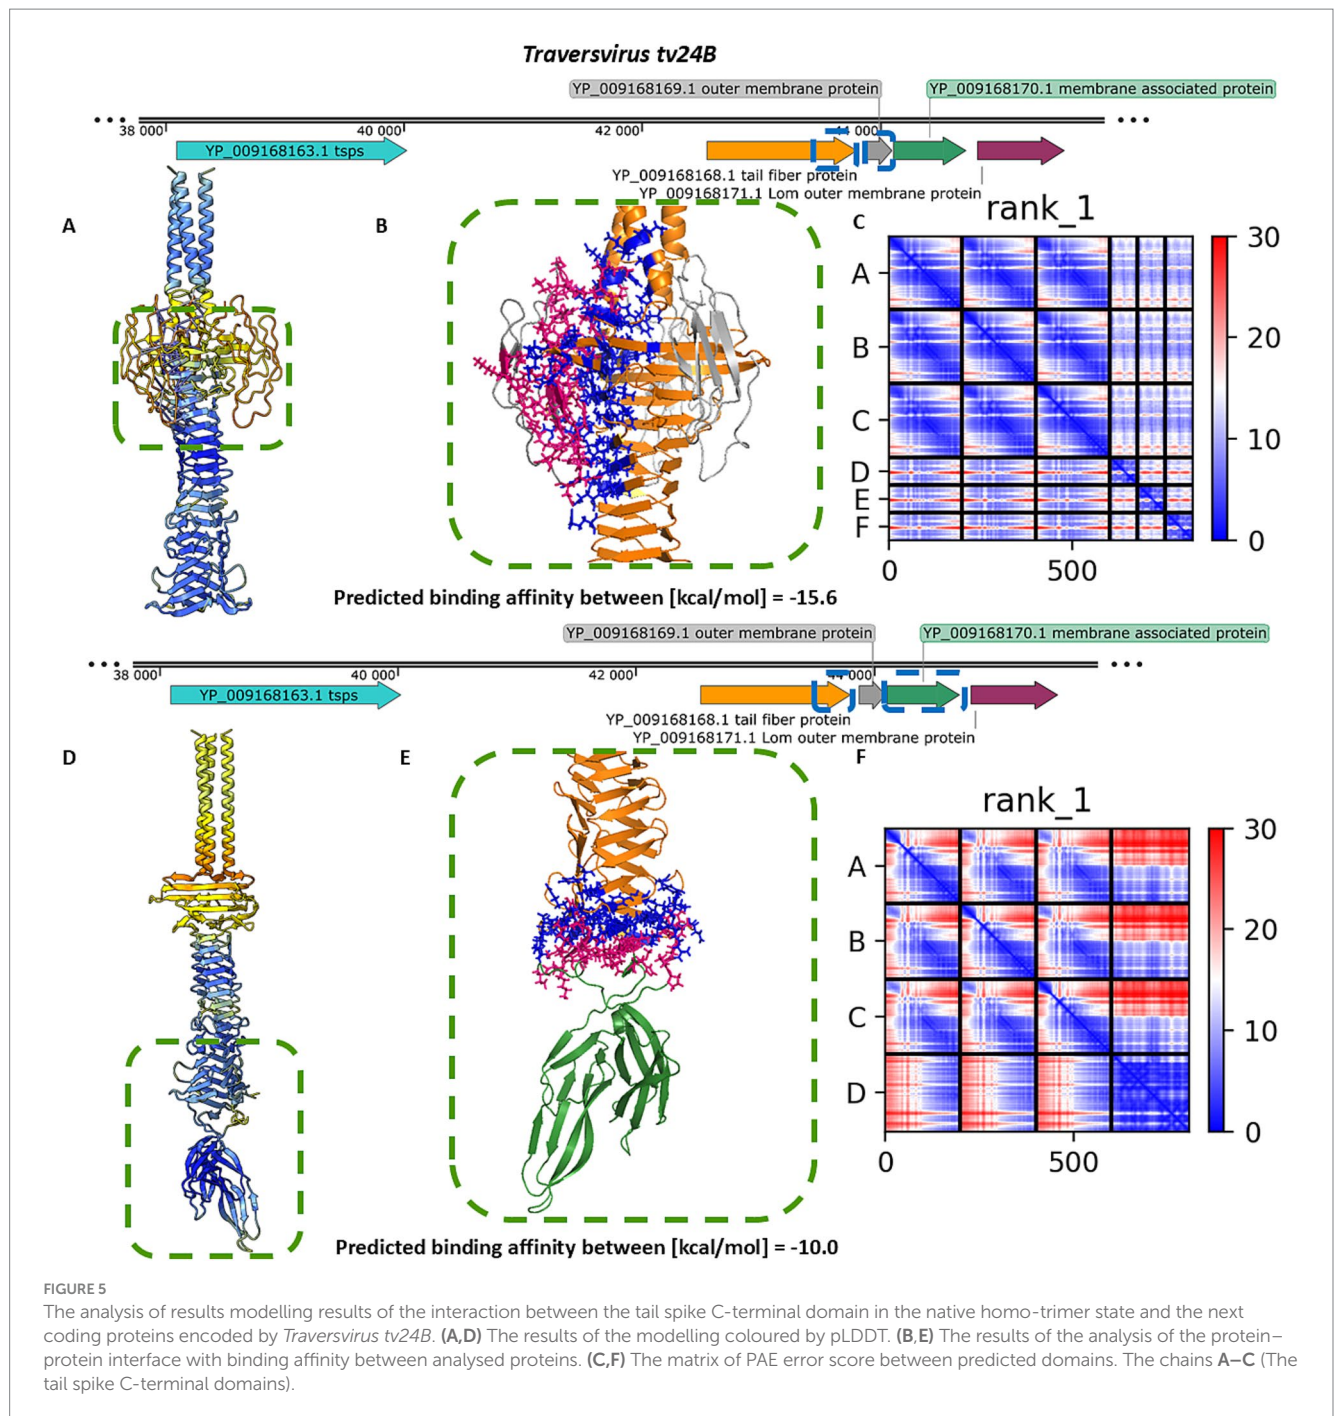 Traversvirus tv24B
YP_009168169.1 outer membrane protein
YP_009168170.1 membrane associated protein
38 000
40 000
42 000
44 000
YP_009168163.1 tsps
YP_009168168.1 tail fiber protein
YP_009168171.1 Lom outer membrane protein
A
B
C
rank_1
A
B
C
D
E
F
0
500
30
20
10
0
Predicted binding affinity between [kcal/mol] = -15.6
YP_009168169.1 outer membrane protein
YP_009168170.1 membrane associated protein
38 000
40 000
42 000
44 000
YP_009168163.1 tsps
YP_009168168.1 tail fiber protein
YP_009168171.1 Lom outer membrane protein
D
E
F
rank_1
A
B
C
D
0
500
30
20
10
0
Predicted binding affinity between [kcal/mol] = -10.0
FIGURE 5
The analysis of results modelling results of the interaction between the tail spike C-terminal domain in the native homo-trimer state and the next
coding proteins encoded by Traversvirus tv24B. (A,D) The results of the modelling coloured by pLDDT. (B,E) The results of the analysis of the protein–
protein interface with binding affinity between analysed proteins. (C,F) The matrix of PAE error score between predicted domains. The chains A–C (The
tail spike C-terminal domains).